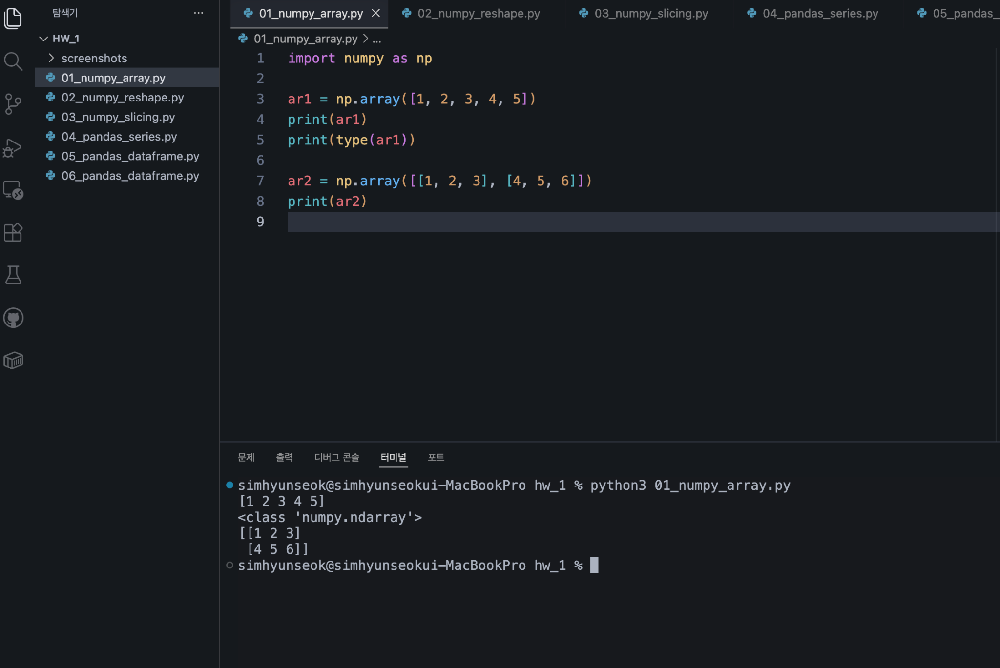 탐색기
HW_1
screenshots
01_numpy_array.py
02_numpy_reshape.py
03_numpy_slicing.py
04_pandas_series.py
05_pandas_dataframe.py
06_pandas_dataframe.py
01_numpy_array.py 02_numpy_reshape.py 03_numpy_slicing.py 04_pandas_series.py 05_pandas_
01_numpy_array.py > ...
1 import numpy as np
2
3 ar1 = np.array([1, 2, 3, 4, 5])
4 print(ar1)
5 print(type(ar1))
6
7 ar2 = np.array([[1, 2, 3], [4, 5, 6]])
8 print(ar2)
9
문제 출력 디버그 콘솔 터미널 포트
simhyunseok@simhyunseokui-MacBookPro hw_1 % python3 01_numpy_array.py
[1 2 3 4 5]
<class 'numpy.ndarray'>
[[1 2 3]
 [4 5 6]]
simhyunseok@simhyunseokui-MacBookPro hw_1 %